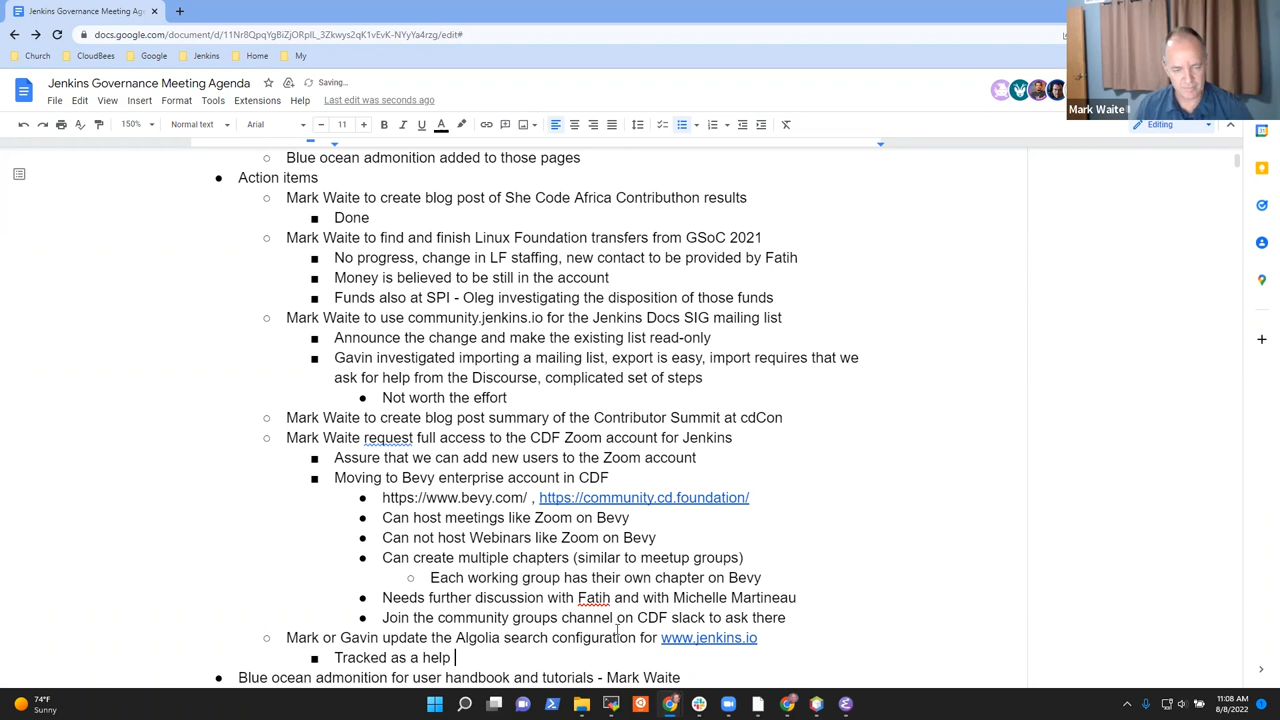 Jenkins Governance Meeting Ag
docs.google.com/document/d/11Nr8QpqYgBiZjORplL_3Zkwys2qK1vEvK-NYyYa4rzg/edit#
Church
CloudBees
Google
Jenkins
Home
My
Jenkins Governance Meeting Agenda
Saving...
File Edit View Insert Format Tools Extensions Help Last edit was seconds ago
Mark Waite
150% Normal text Arial 11 B I U A
Editing
Blue ocean admonition added to those pages
Action items
Mark Waite to create blog post of She Code Africa Contributhon results
Done
Mark Waite to find and finish Linux Foundation transfers from GSoC 2021
No progress, change in LF staffing, new contact to be provided by Fatih
Money is believed to be still in the account
Funds also at SPI - Oleg investigating the disposition of those funds
Mark Waite to use community.jenkins.io for the Jenkins Docs SIG mailing list
Announce the change and make the existing list read-only
Gavin investigated importing a mailing list, export is easy, import requires that we
ask for help from the Discourse, complicated set of steps
Not worth the effort
Mark Waite to create blog post summary of the Contributor Summit at cdCon
Mark Waite request full access to the CDF Zoom account for Jenkins
Assure that we can add new users to the Zoom account
Moving to Bevy enterprise account in CDF
https://www.bevy.com/ , https://community.cd.foundation/
Can host meetings like Zoom on Bevy
Can not host Webinars like Zoom on Bevy
Can create multiple chapters (similar to meetup groups)
Each working group has their own chapter on Bevy
Needs further discussion with Fatih and with Michelle Martineau
Join the community groups channel on CDF slack to ask there
Mark or Gavin update the Algolia search configuration for www.jenkins.io
Tracked as a help
Blue ocean admonition for user handbook and tutorials - Mark Waite
74°F
Sunny
11:08 AM
8/8/2022